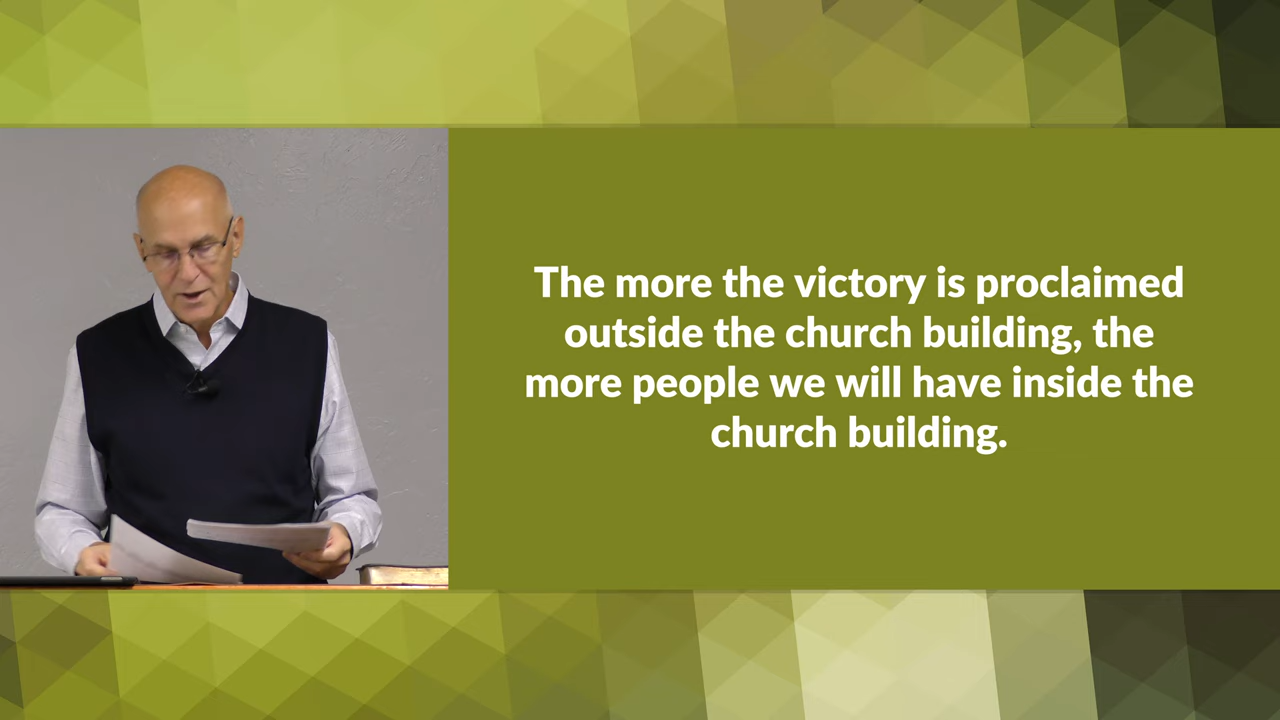 The more the victory is proclaimed
outside the church building, the
more people we will have inside the
church building.